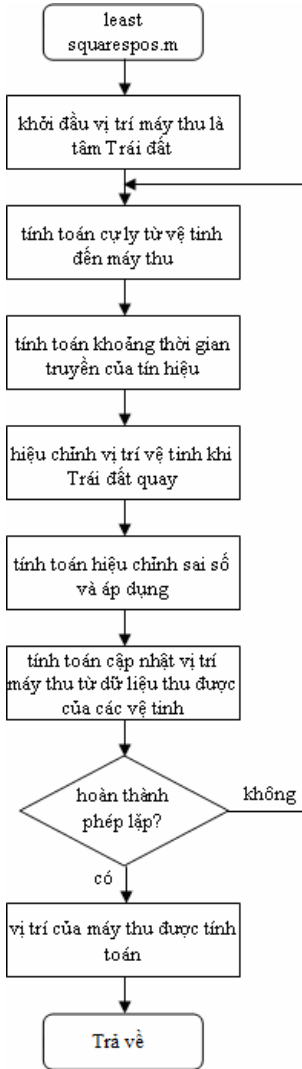 least
squarespos.m
khởi đầu vị trí máy thu là
tâm Trái đất
tính toán cự ly từ vệ tinh
đến máy thu
tính toán khoảng thời gian
truyền của tín hiệu
hiệu chỉnh vị trí vệ tinh khi
Trái đất quay
tính toán hiệu chỉnh sai số
và áp dụng
tính toán cập nhật vị trí
máy thu từ dữ liệu thu được
của các vệ tinh
hoàn thành
phép lặp?
không
có
vị trí của máy thu được tính
toán
Trả về